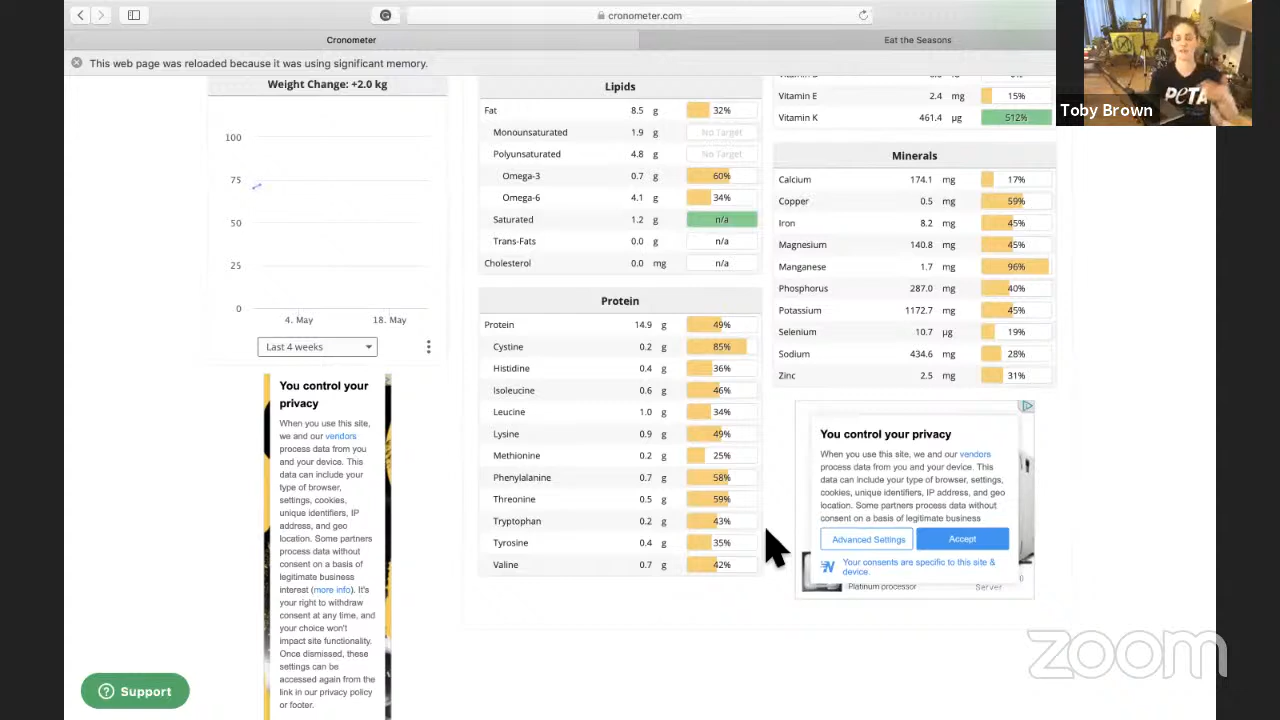 cronometer.com
Cronometer
Eat the Seasons
This web page was reloaded because it was using significant memory.
Toby Brown
PETA
Weight Change: +2.0 kg
100
75
50
25
0
4. May
18. May
Last 4 weeks
You control your
privacy
When you use this site,
we and our vendors
process data from you
and your device. This
data can include your
type of browser,
settings, cookies,
unique identifiers, IP
address, and geo
location. Some partners
process data without
consent on a basis of
legitimate business
interest (more info). It's
your right to withdraw
consent at any time, and
your choice won't
impact site functionality.
Once dismissed, these
settings can be
accessed again from the
link in our privacy policy
or footer.
Support
Lipids
Fat 8.5 g 32%
Monounsaturated 1.9 g No Target
Polyunsaturated 4.8 g No Target
Omega-3 0.7 g 60%
Omega-6 4.1 g 34%
Saturated 1.2 g n/a
Trans-Fats 0.0 g n/a
Cholesterol 0.0 mg n/a
Protein
Protein 14.9 g 49%
Cystine 0.2 g 85%
Histidine 0.4 g 36%
Isoleucine 0.6 g 46%
Leucine 1.0 g 34%
Lysine 0.9 g 49%
Methionine 0.2 g 25%
Phenylalanine 0.7 g 58%
Threonine 0.5 g 59%
Tryptophan 0.2 g 43%
Tyrosine 0.4 g 35%
Valine 0.7 g 42%
Vitamin E 2.4 mg 15%
Vitamin K 461.4 µg 512%
Minerals
Calcium 174.1 mg 17%
Copper 0.5 mg 59%
Iron 8.2 mg 45%
Magnesium 140.8 mg 45%
Manganese 1.7 mg 96%
Phosphorus 287.0 mg 40%
Potassium 1172.7 mg 45%
Selenium 10.7 µg 19%
Sodium 434.6 mg 28%
Zinc 2.5 mg 31%
You control your privacy
When you use this site, we and our vendors
process data from you and your device. This
data can include your type of browser, settings,
cookies, unique identifiers, IP address, and geo
location. Some partners process data without
consent on a basis of legitimate business
Advanced Settings
Accept
Your consents are specific to this site &
device.
Platinum processor
Server
zoom